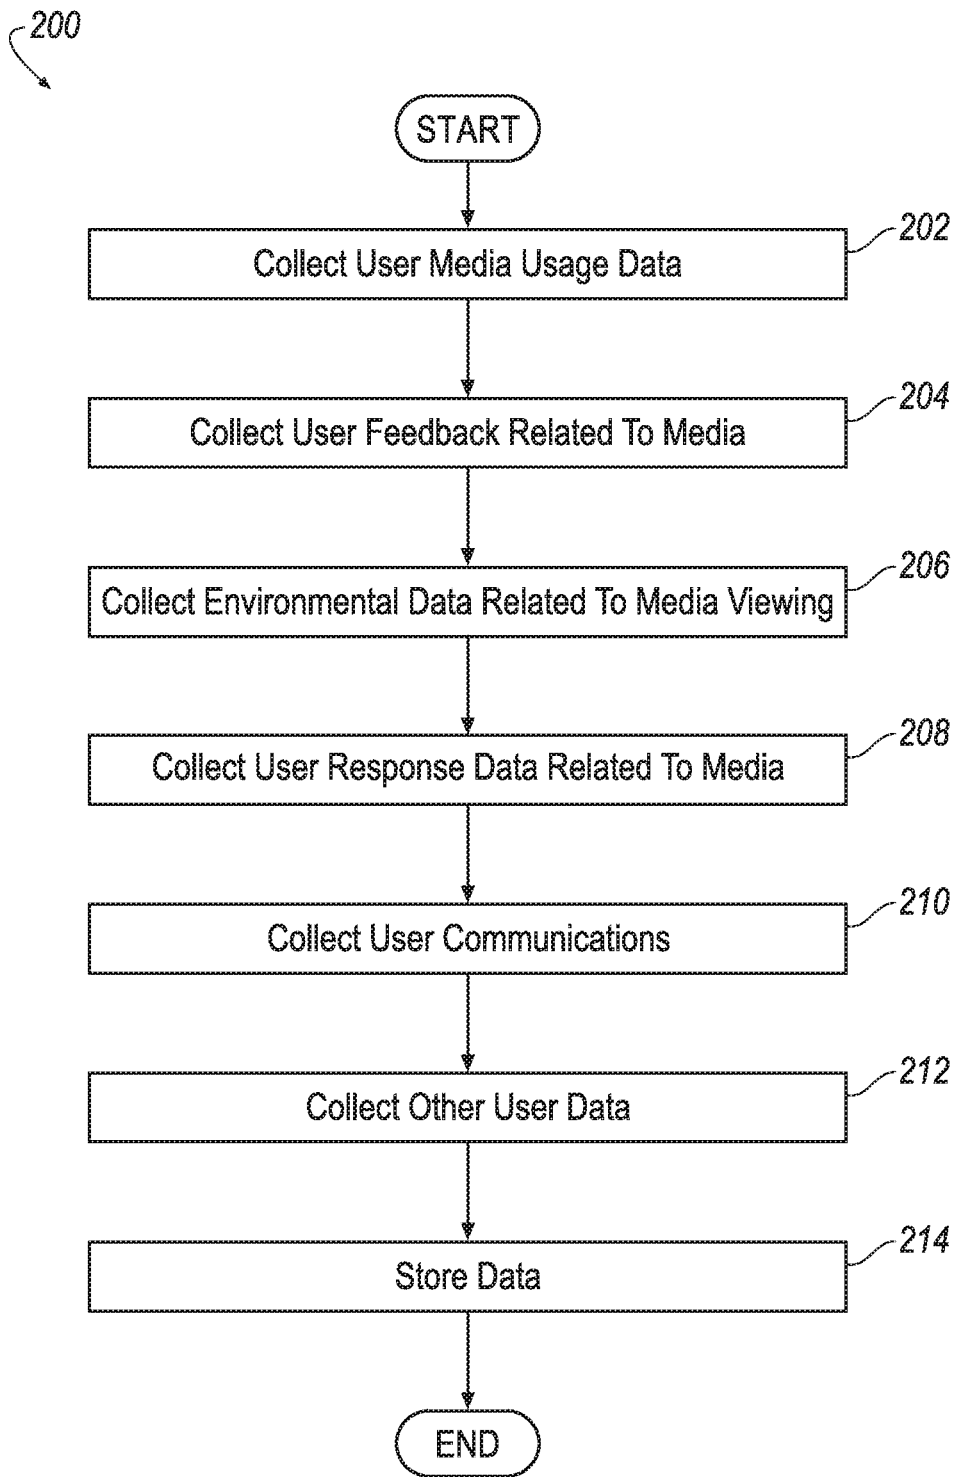 200
START
202
Collect User Media Usage Data
204
Collect User Feedback Related To Media
206
Collect Environmental Data Related To Media Viewing
208
Collect User Response Data Related To Media
210
Collect User Communications
212
Collect Other User Data
214
Store Data
END